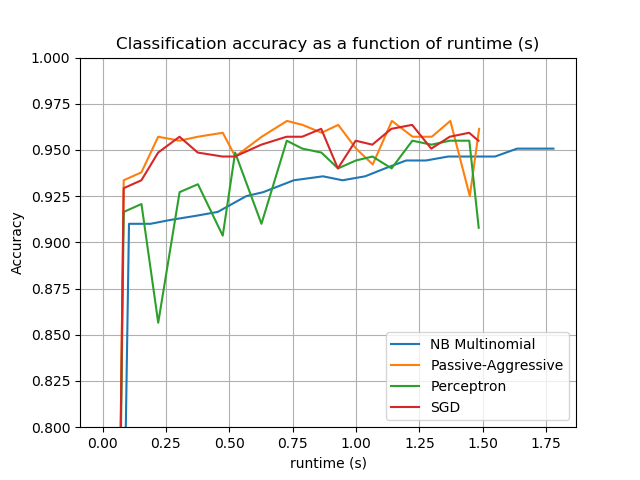 Classification accuracy as a function of runtime (s)
1.000
0.975
0.950
0.925
0.900
0.875
0.850
0.825
0.800
Accuracy
NB Multinomial
Passive-Aggressive
Perceptron
SGD
0.00 0.25 0.50 0.75 1.00 1.25 1.50 1.75
runtime (s)